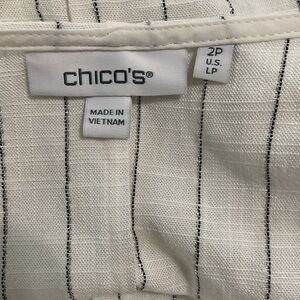 chico's®
2P
U.S.
LP
MADE IN
VIETNAM